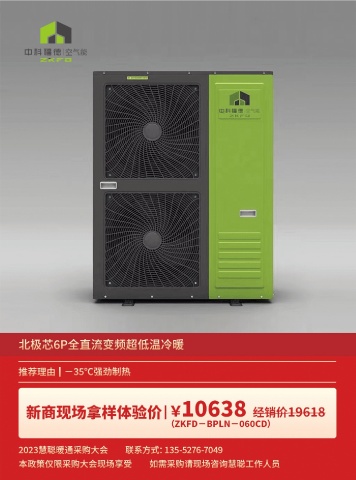 中科隆德 空气能
ZKFD
中科隆德 空气能
北极芯6P全直流变频超低温冷暖
推荐理由 | －35℃强劲制热
新商现场拿样体验价 | ¥10638 经销价19618
(ZKFD－BPLN－060CD)
2023慧聪暖通采购大会 联系方式: 135-5276-7049
本政策仅限采购大会现场享受 如需采购请现场咨询慧聪工作人员